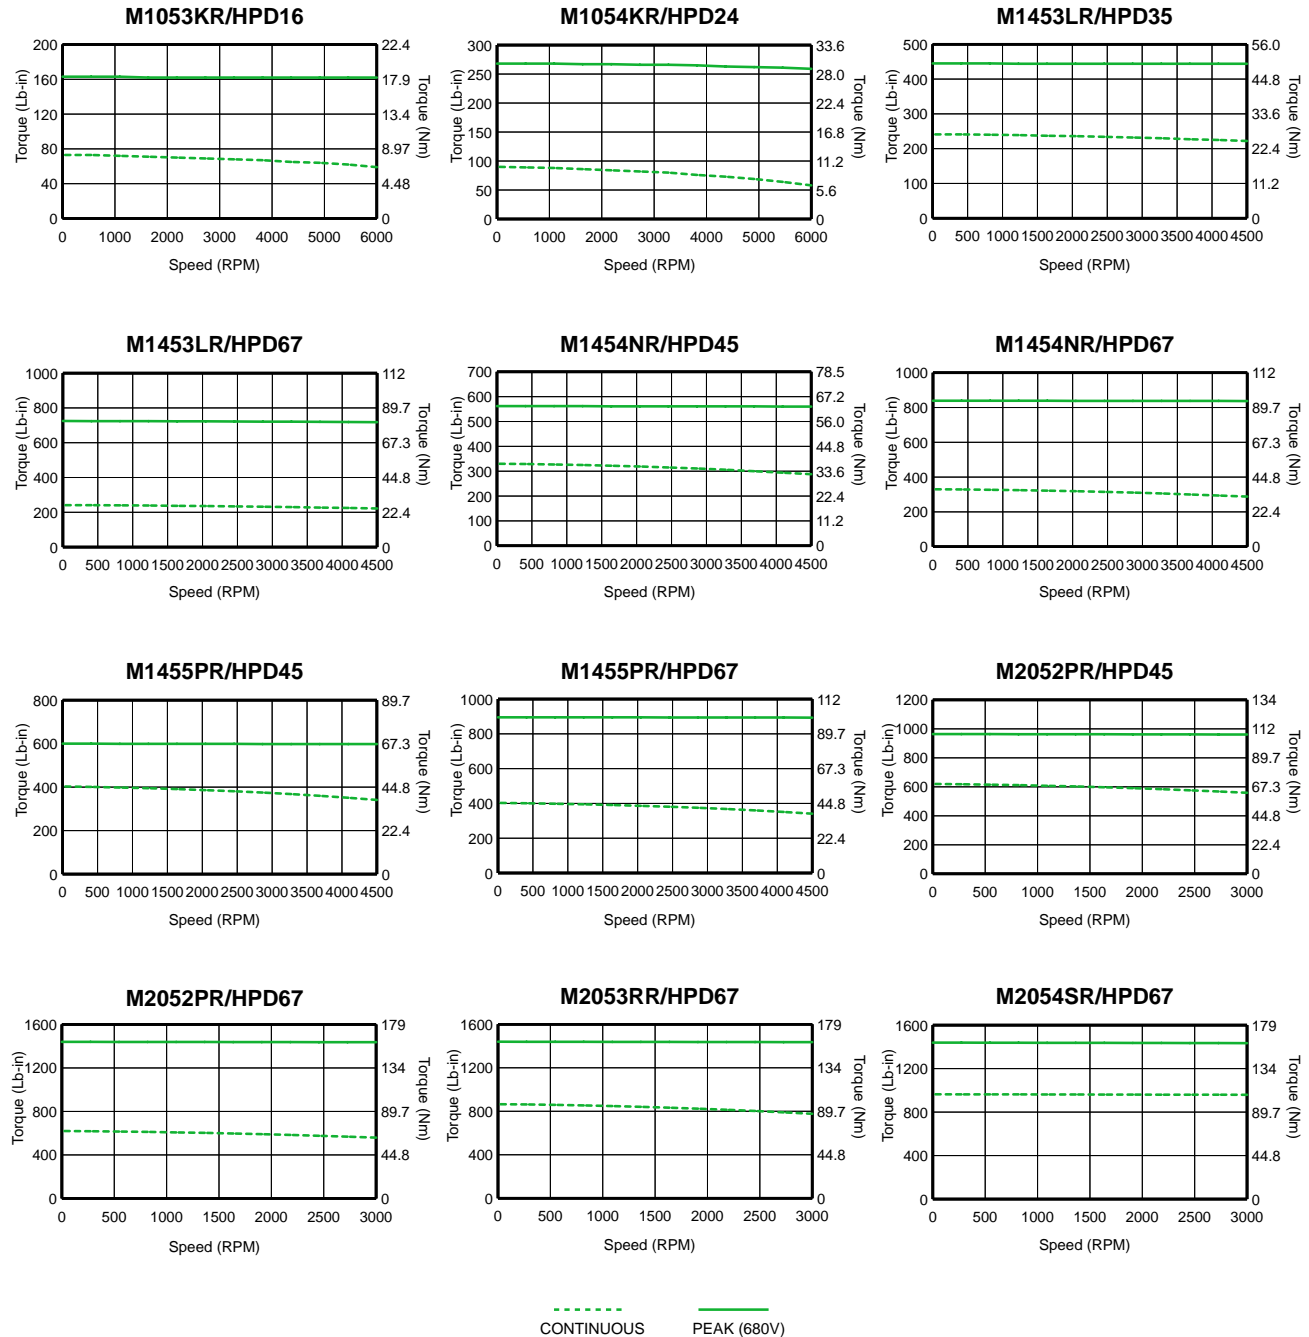 M1053KR/HPD16
Torque (Lb-in)
200
160
120
80
40
0
22.4
17.9
13.4
8.97
4.48
0
Torque (Nm)
0 1000 2000 3000 4000 5000 6000
Speed (RPM)
M1054KR/HPD24
Torque (Lb-in)
300
250
200
150
100
50
0
33.6
28.0
22.4
16.8
11.2
5.6
0
Torque (Nm)
0 1000 2000 3000 4000 5000 6000
Speed (RPM)
M1453LR/HPD35
Torque (Lb-in)
500
400
300
200
100
0
56.0
44.8
33.6
22.4
11.2
0
Torque (Nm)
0 500 1000 1500 2000 2500 3000 3500 4000 4500
Speed (RPM)
M1453LR/HPD67
Torque (Lb-in)
1000
800
600
400
200
0
112
89.7
67.3
44.8
22.4
0
Torque (Nm)
0 500 1000 1500 2000 2500 3000 3500 4000 4500
Speed (RPM)
M1454NR/HPD45
Torque (Lb-in)
700
600
500
400
300
200
100
0
78.5
67.2
56.0
44.8
33.6
22.4
11.2
0
Torque (Nm)
0 500 1000 1500 2000 2500 3000 3500 4000 4500
Speed (RPM)
M1454NR/HPD67
Torque (Lb-in)
1000
800
600
400
200
0
112
89.7
67.3
44.8
22.4
0
Torque (Nm)
0 500 1000 1500 2000 2500 3000 3500 4000 4500
Speed (RPM)
M1455PR/HPD45
Torque (Lb-in)
800
600
400
200
0
89.7
67.3
44.8
22.4
0
Torque (Nm)
0 500 1000 1500 2000 2500 3000 3500 4000 4500
Speed (RPM)
M1455PR/HPD67
Torque (Lb-in)
1000
800
600
400
200
0
112
89.7
67.3
44.8
22.4
0
Torque (Nm)
0 500 1000 1500 2000 2500 3000 3500 4000 4500
Speed (RPM)
M2052PR/HPD45
Torque (Lb-in)
1200
1000
800
600
400
200
0
134
112
89.7
67.3
44.8
22.4
0
Torque (Nm)
0 500 1000 1500 2000 2500 3000
Speed (RPM)
M2052PR/HPD67
Torque (Lb-in)
1600
1200
800
400
0
179
134
89.7
44.8
0
Torque (Nm)
0 500 1000 1500 2000 2500 3000
Speed (RPM)
M2053RR/HPD67
Torque (Lb-in)
1600
1200
800
400
0
179
134
89.7
44.8
0
Torque (Nm)
0 500 1000 1500 2000 2500 3000
Speed (RPM)
M2054SR/HPD67
Torque (Lb-in)
1600
1200
800
400
0
179
134
89.7
44.8
0
Torque (Nm)
0 500 1000 1500 2000 2500 3000
Speed (RPM)
CONTINUOUS PEAK (680V)